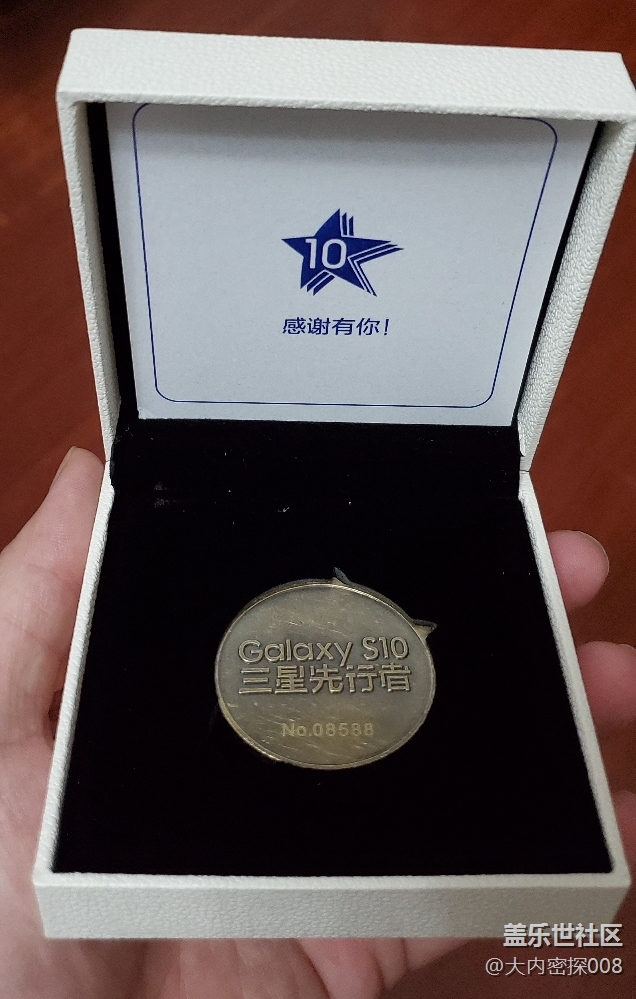 10
感谢有你！
Galaxy S10
三星先行者
No.08588
盖乐世社区
@大内密探008